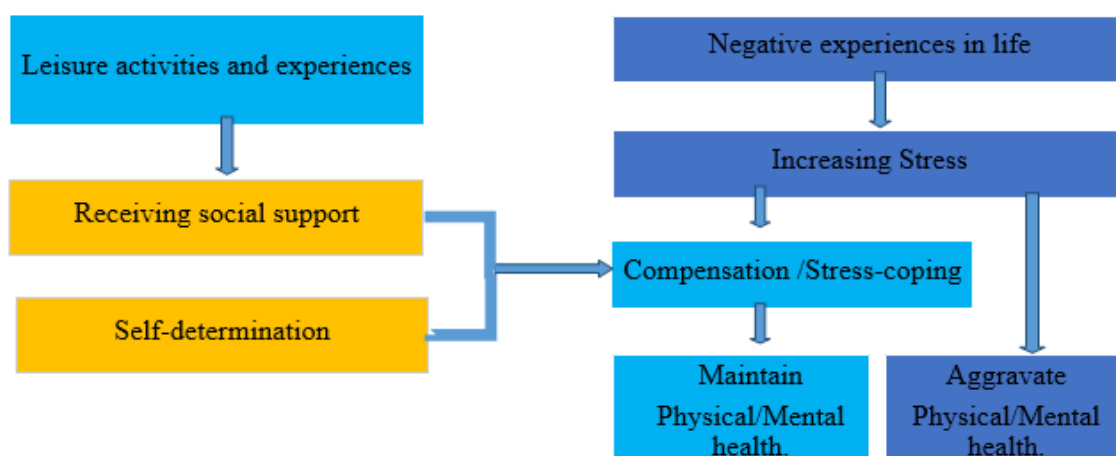 Leisure activities and experiences
Receiving social support
Self-determination
Negative experiences in life
Increasing Stress
Compensation /Stress-coping
Maintain
Physical/Mental
health.
Aggravate
Physical/Mental
health.